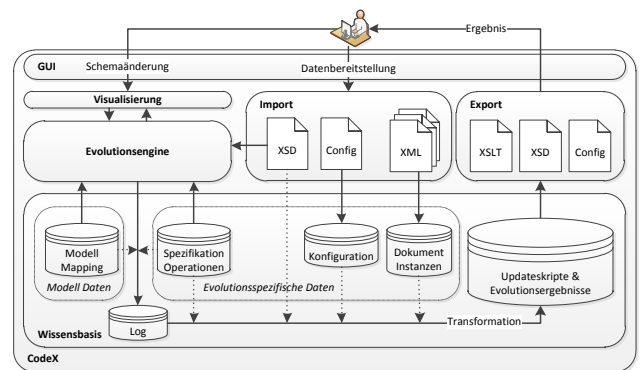 Ergebnis
GUI
Schemaänderung
Datenbereitstellung
Visualisierung
Import
Export
Evolutionsengine
XSD
Config
XML
XSLT
XSD
Config
Modell
Mapping
Spezifikation
Operationen
Konfiguration
Dokument
Instanzen
Updateskripte &
Evolutionsergebnisse
Modell Daten
Evolutionsspezifische Daten
Wissensbasis
Log
Transformation
CodeX